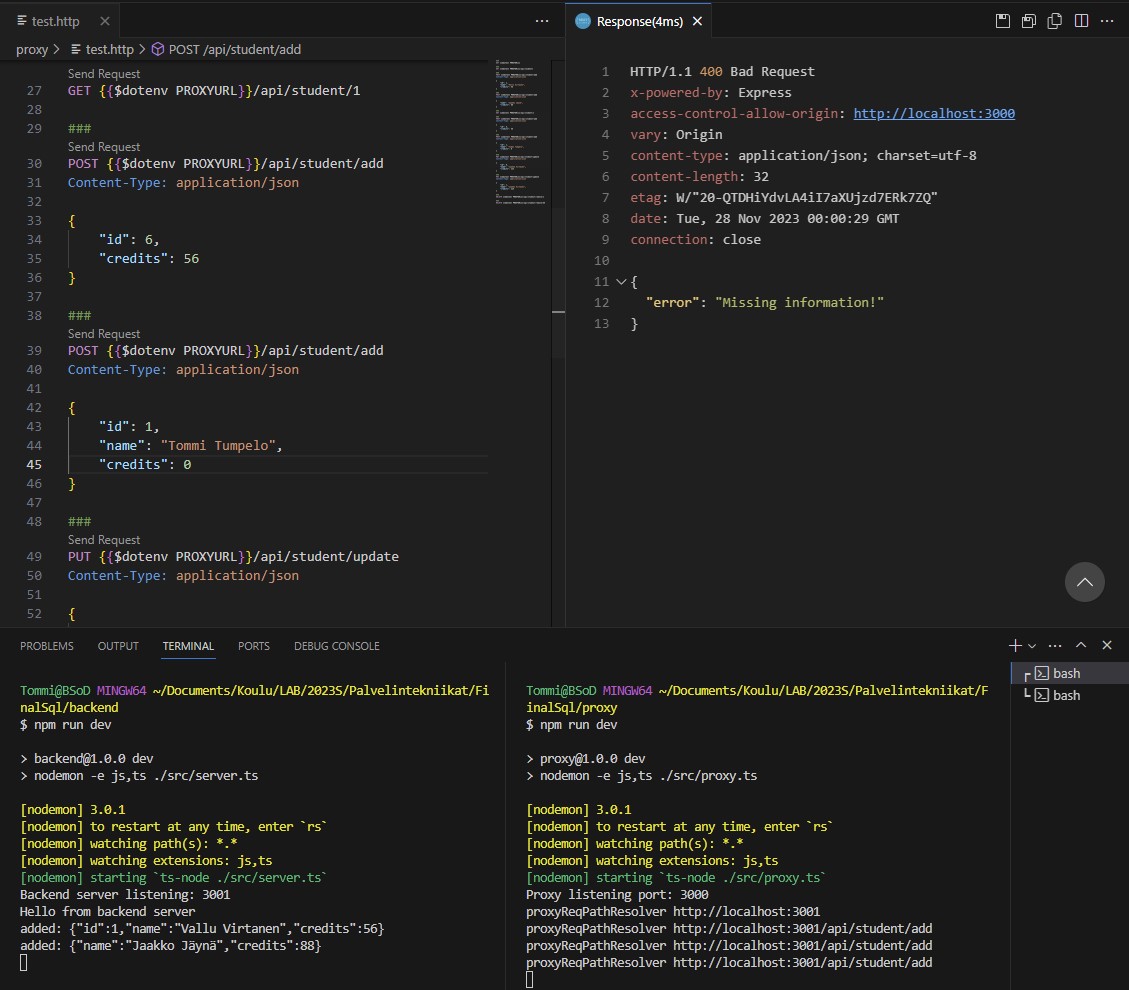 test.http
proxy > test.http > POST /api/student/add
Send Request
27 GET {{$dotenv PROXYURL}}/api/student/1
28
29 ###
Send Request
30 POST {{$dotenv PROXYURL}}/api/student/add
31 Content-Type: application/json
32
33 {
34 "id": 6,
35 "credits": 56
36 }
37
38 ###
Send Request
39 POST {{$dotenv PROXYURL}}/api/student/add
40 Content-Type: application/json
41
42 {
43 "id": 1,
44 "name": "Tommi Tumpelo",
45 "credits": 0
46 }
47
48 ###
Send Request
49 PUT {{$dotenv PROXYURL}}/api/student/update
50 Content-Type: application/json
51
52 {
Response(4ms)
1 HTTP/1.1 400 Bad Request
2 x-powered-by: Express
3 access-control-allow-origin: http://localhost:3000
4 vary: Origin
5 content-type: application/json; charset=utf-8
6 content-length: 32
7 etag: W/"20-QTDHiYdvLA4iI7aXUjzd7ERk7ZQ"
8 date: Tue, 28 Nov 2023 00:00:29 GMT
9 connection: close
10
11 {
12 "error": "Missing information!"
13 }
PROBLEMS OUTPUT TERMINAL PORTS DEBUG CONSOLE
Tommi@BSoD MINGW64 ~/Documents/Koulu/LAB/2023S/Palvelintekniikat/Fi
nalSql/backend
$ npm run dev
> backend@1.0.0 dev
> nodemon -e js,ts ./src/server.ts
[nodemon] 3.0.1
[nodemon] to restart at any time, enter `rs`
[nodemon] watching path(s): *.*
[nodemon] watching extensions: js,ts
[nodemon] starting `ts-node ./src/server.ts`
Backend server listening: 3001
Hello from backend server
added: {"id":1,"name":"Vallu Virtanen","credits":56}
added: {"name":"Jaakko Jäynä","credits":88}
Tommi@BSoD MINGW64 ~/Documents/Koulu/LAB/2023S/Palvelintekniikat/F
inalSql/proxy
$ npm run dev
> proxy@1.0.0 dev
> nodemon -e js,ts ./src/proxy.ts
[nodemon] 3.0.1
[nodemon] to restart at any time, enter `rs`
[nodemon] watching path(s): *.*
[nodemon] watching extensions: js,ts
[nodemon] starting `ts-node ./src/proxy.ts`
Proxy listening port: 3000
proxyReqPathResolver http://localhost:3001
proxyReqPathResolver http://localhost:3001/api/student/add
proxyReqPathResolver http://localhost:3001/api/student/add
proxyReqPathResolver http://localhost:3001/api/student/add
bash
bash